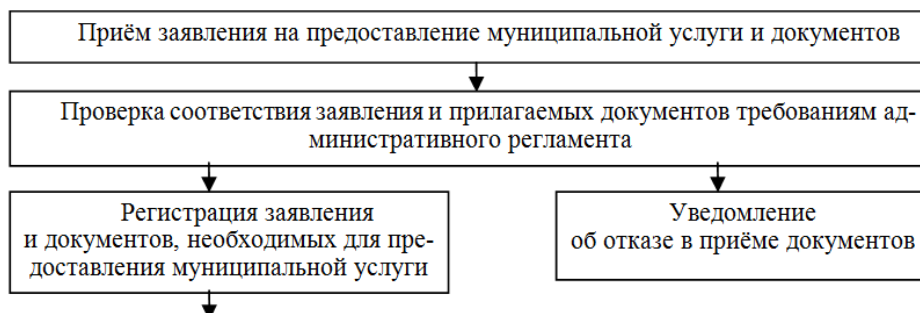 Приём заявления на предоставление муниципальной услуги и документов
Проверка соответствия заявления и прилагаемых документов требованиям ад-
министративного регламента
Регистрация заявления
и документов, необходимых для пре-
доставления муниципальной услуги
Уведомление
об отказе в приёме документов